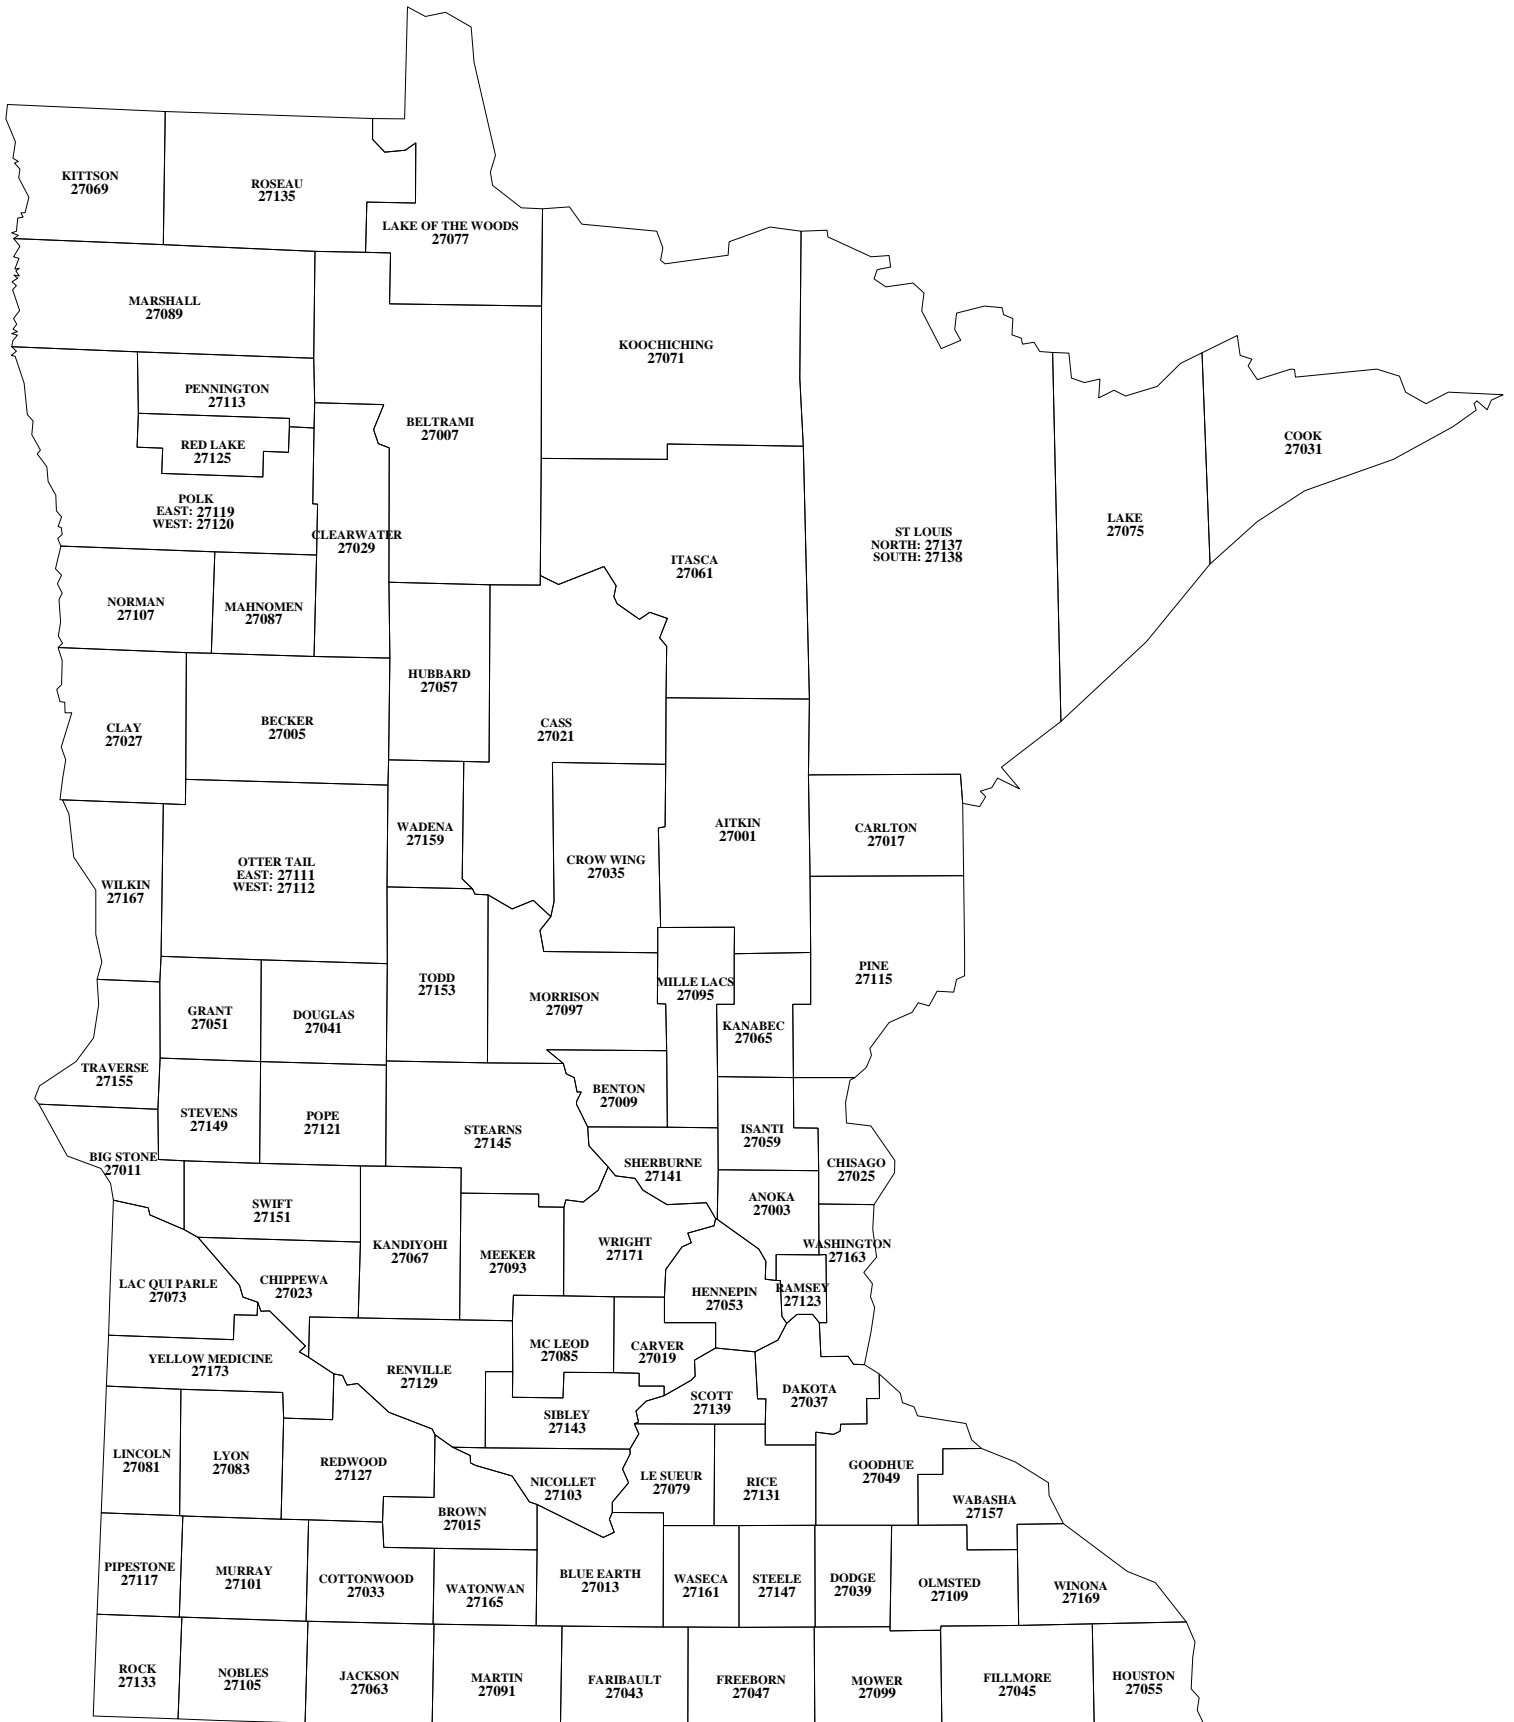 KITTSON
27069
ROSEAU
27135
LAKE OF THE WOODS
27077
MARSHALL
27089
KOOCHICHING
27071
PENNINGTON
27113
BELTRAMI
27007
RED LAKE
27125
COOK
27031
POLK
EAST: 27119
WEST: 27120
CLEARWATER
27029
LAKE
27075
ST LOUIS
NORTH: 27137
SOUTH: 27138
ITASCA
27061
NORMAN
27107
MAHNOMEN
27087
HUBBARD
27057
CLAY
27027
BECKER
27005
CASS
27021
WADENA
27159
AITKIN
27001
CARLTON
27017
OTTER TAIL
EAST: 27111
WEST: 27112
CROW WING
27035
WILKIN
27167
PINE
27115
TODD
27153
MILLE LACS
27095
MORRISON
27097
GRANT
27051
DOUGLAS
27041
KANABEC
27065
TRAVERSE
27155
BENTON
27009
STEVENS
27149
POPE
27121
STEARNS
27145
ISANTI
27059
BIG STONE
27011
SHERBURNE
27141
CHISAGO
27025
SWIFT
27151
ANOKA
27003
KANDIYOHI
27067
MEEKER
27093
WRIGHT
27171
WASHINGTON
27163
LAC QUI PARLE
27073
CHIPPEWA
27023
HENNEPIN
27053
RAMSEY
27123
MC LEOD
27085
CARVER
27019
YELLOW MEDICINE
27173
RENVILLE
27129
SCOTT
27139
DAKOTA
27037
SIBLEY
27143
LINCOLN
27081
LYON
27083
REDWOOD
27127
NICOLLET
27103
LE SUEUR
27079
RICE
27131
GOODHUE
27049
WABASHA
27157
BROWN
27015
PIPESTONE
27117
MURRAY
27101
COTTONWOOD
27033
WATONWAN
27165
BLUE EARTH
27013
WASECA
27161
STEELE
27147
DODGE
27039
OLMSTED
27109
WINONA
27169
ROCK
27133
NOBLES
27105
JACKSON
27063
MARTIN
27091
FARIBAULT
27043
FREEBORN
27047
MOWER
27099
FILLMORE
27045
HOUSTON
27055